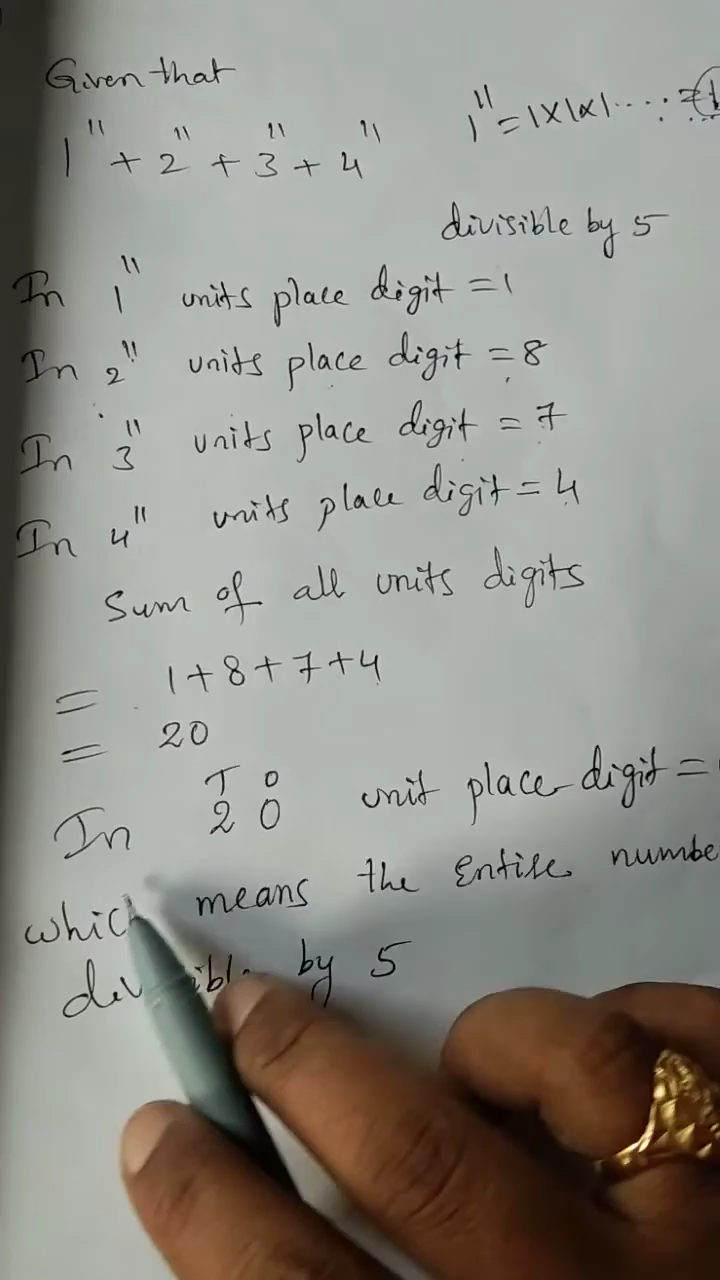 Given that
1¹¹ + 2¹¹ + 3¹¹ + 4¹¹
1¹¹ = 1×1×1.....
divisible by 5
In 1¹¹ units place digit = 1
In 2¹¹ units place digit = 8
In 3¹¹ units place digit = 7
In 4¹¹ units place digit = 4
Sum of all units digits
= 1+8+7+4
= 20
T O
In 2 0 unit place digit =
which means the Entire numbe
divisible by 5